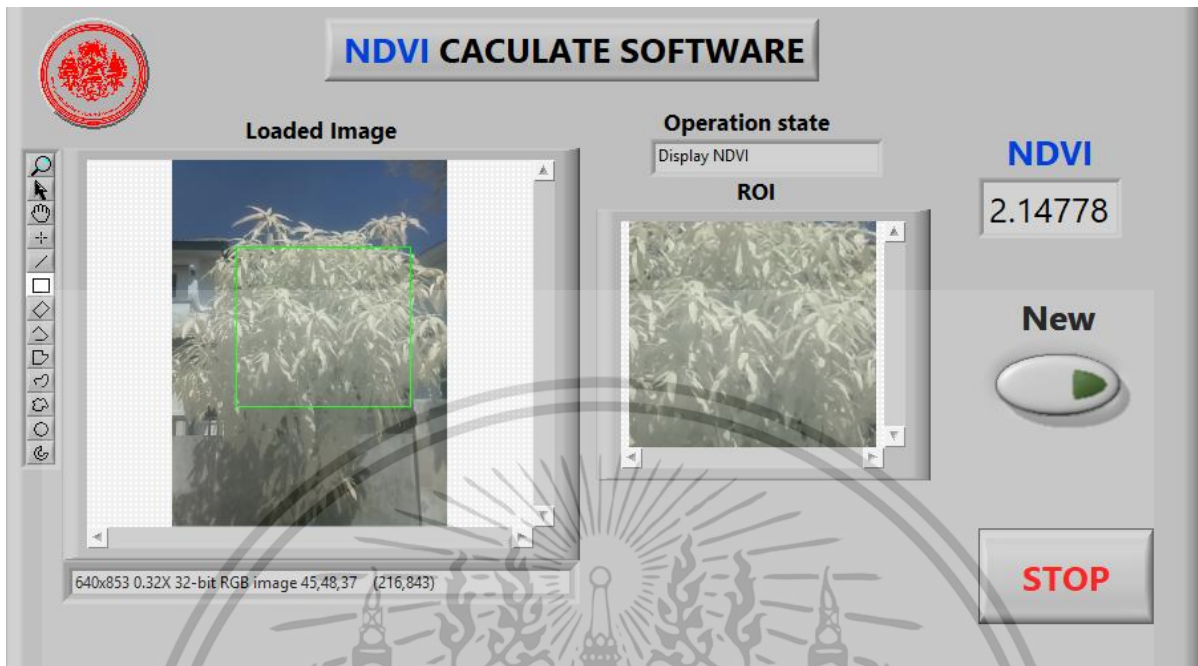 NDVI CACULATE SOFTWARE
Loaded Image
Operation state
Display NDVI
ROI
NDVI
2.14778
New
STOP
640x853 0.32X 32-bit RGB image 45,48,37 (216,843)